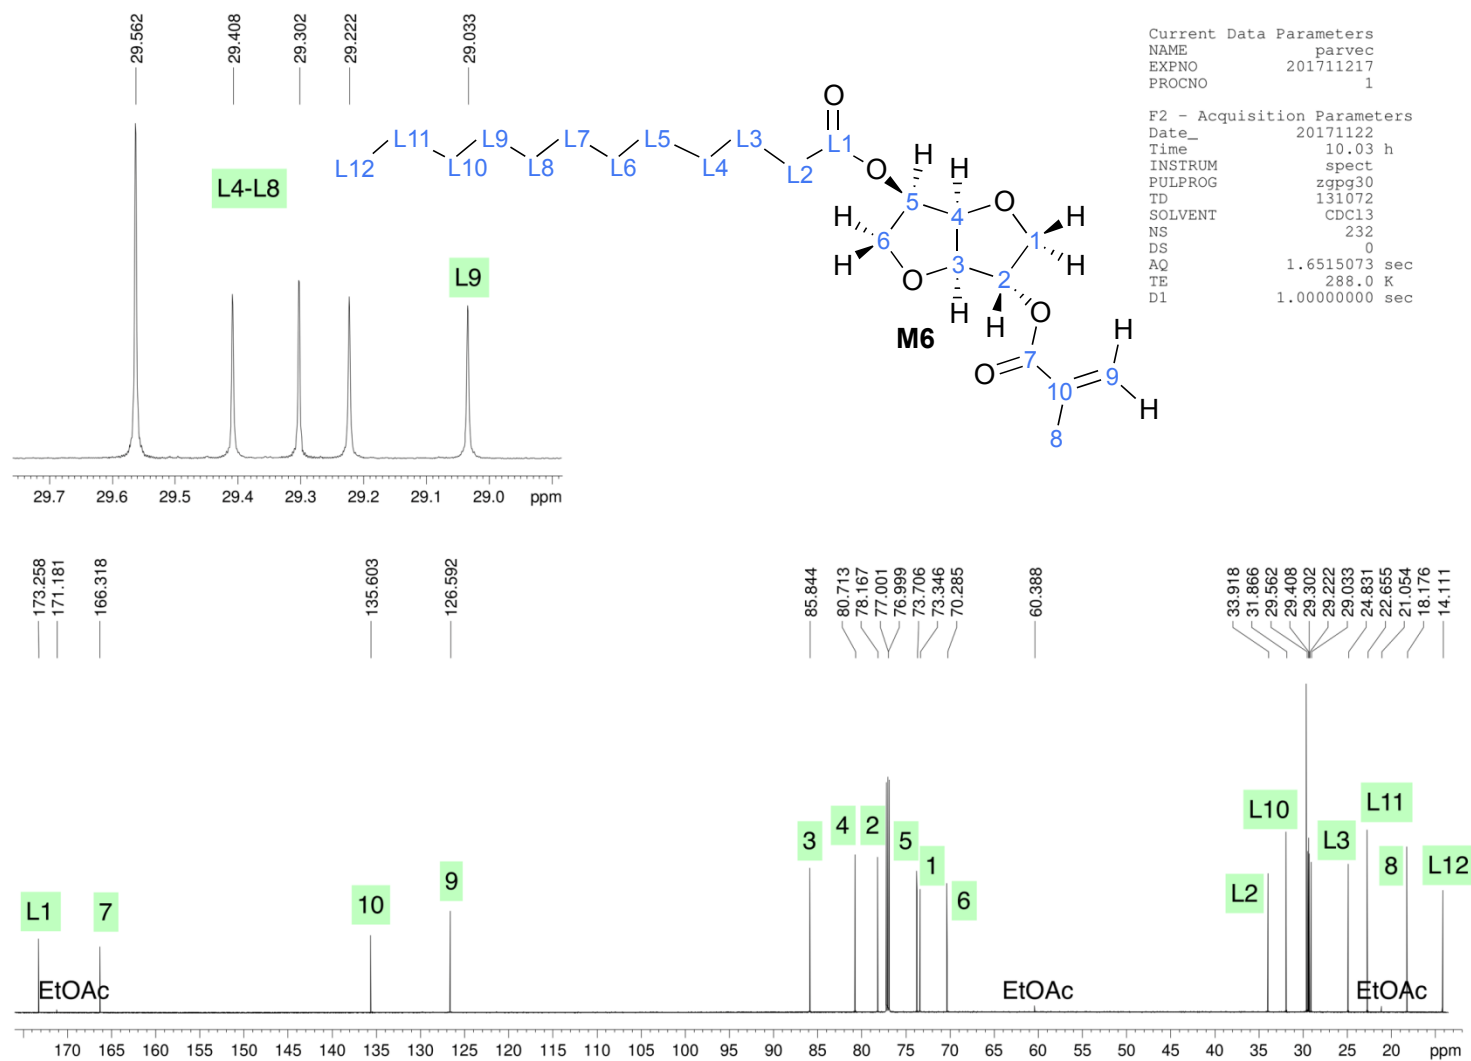 29.562
29.408
29.302
29.222
29.033
L4-L8
L9
29.7 29.6 29.5 29.4 29.3 29.2 29.1 29.0 ppm
O
L12 L11 L10 L9 L8 L7 L6 L5 L4 L3 L2 L1
O H H
5 4 O
H 6 1 H
H O 3 2 H
H H O
M6
7 O
10 9 H
H
8
Current Data Parameters
NAME parvec
EXPNO 201711217
PROCNO 1
F2 - Acquisition Parameters
Date_ 20171122
Time 10.03 h
INSTRUM spect
PULPROG zgpg30
TD 131072
SOLVENT CDCl3
NS 232
DS 0
AQ 1.6515073 sec
TE 288.0 K
D1 1.00000000 sec
173.258
171.181
166.318
135.603
126.592
85.844
80.713
78.167
77.001
76.999
73.706
73.346
70.285
60.388
33.918
31.866
29.562
29.408
29.302
29.222
29.033
24.831
22.655
21.054
18.176
14.111
L1
7
10
9
3
4
2
5
1
6
L2
L10
L3
L11
8
L12
EtOAc
EtOAc
EtOAc
170 165 160 155 150 145 140 135 130 125 120 115 110 105 100 95 90 85 80 75 70 65 60 55 50 45 40 35 30 25 20 ppm